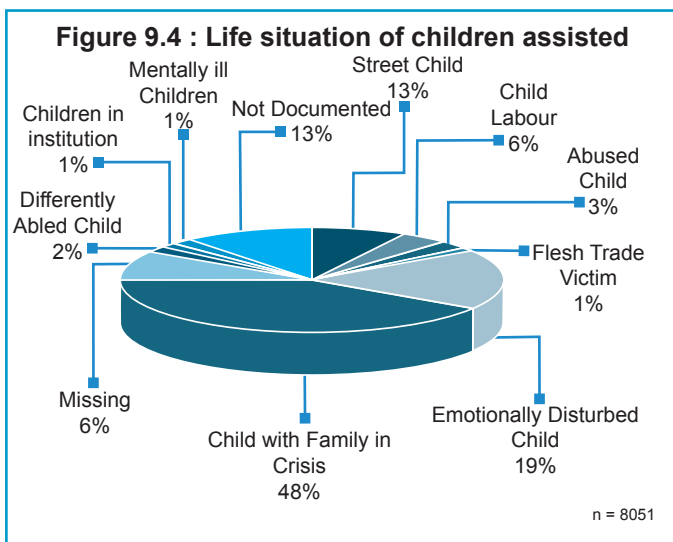 Figure 9.4 : Life situation of children assisted
Street Child
13%
Child
Labour
6%
Abused
Child
3%
Flesh Trade
Victim
1%
Emotionally Disturbed
Child
19%
Child with Family in
Crisis
48%
Missing
6%
Differently
Abled Child
2%
Children in
institution
1%
Mentally ill
Children
1%
Not Documented
13%
n = 8051